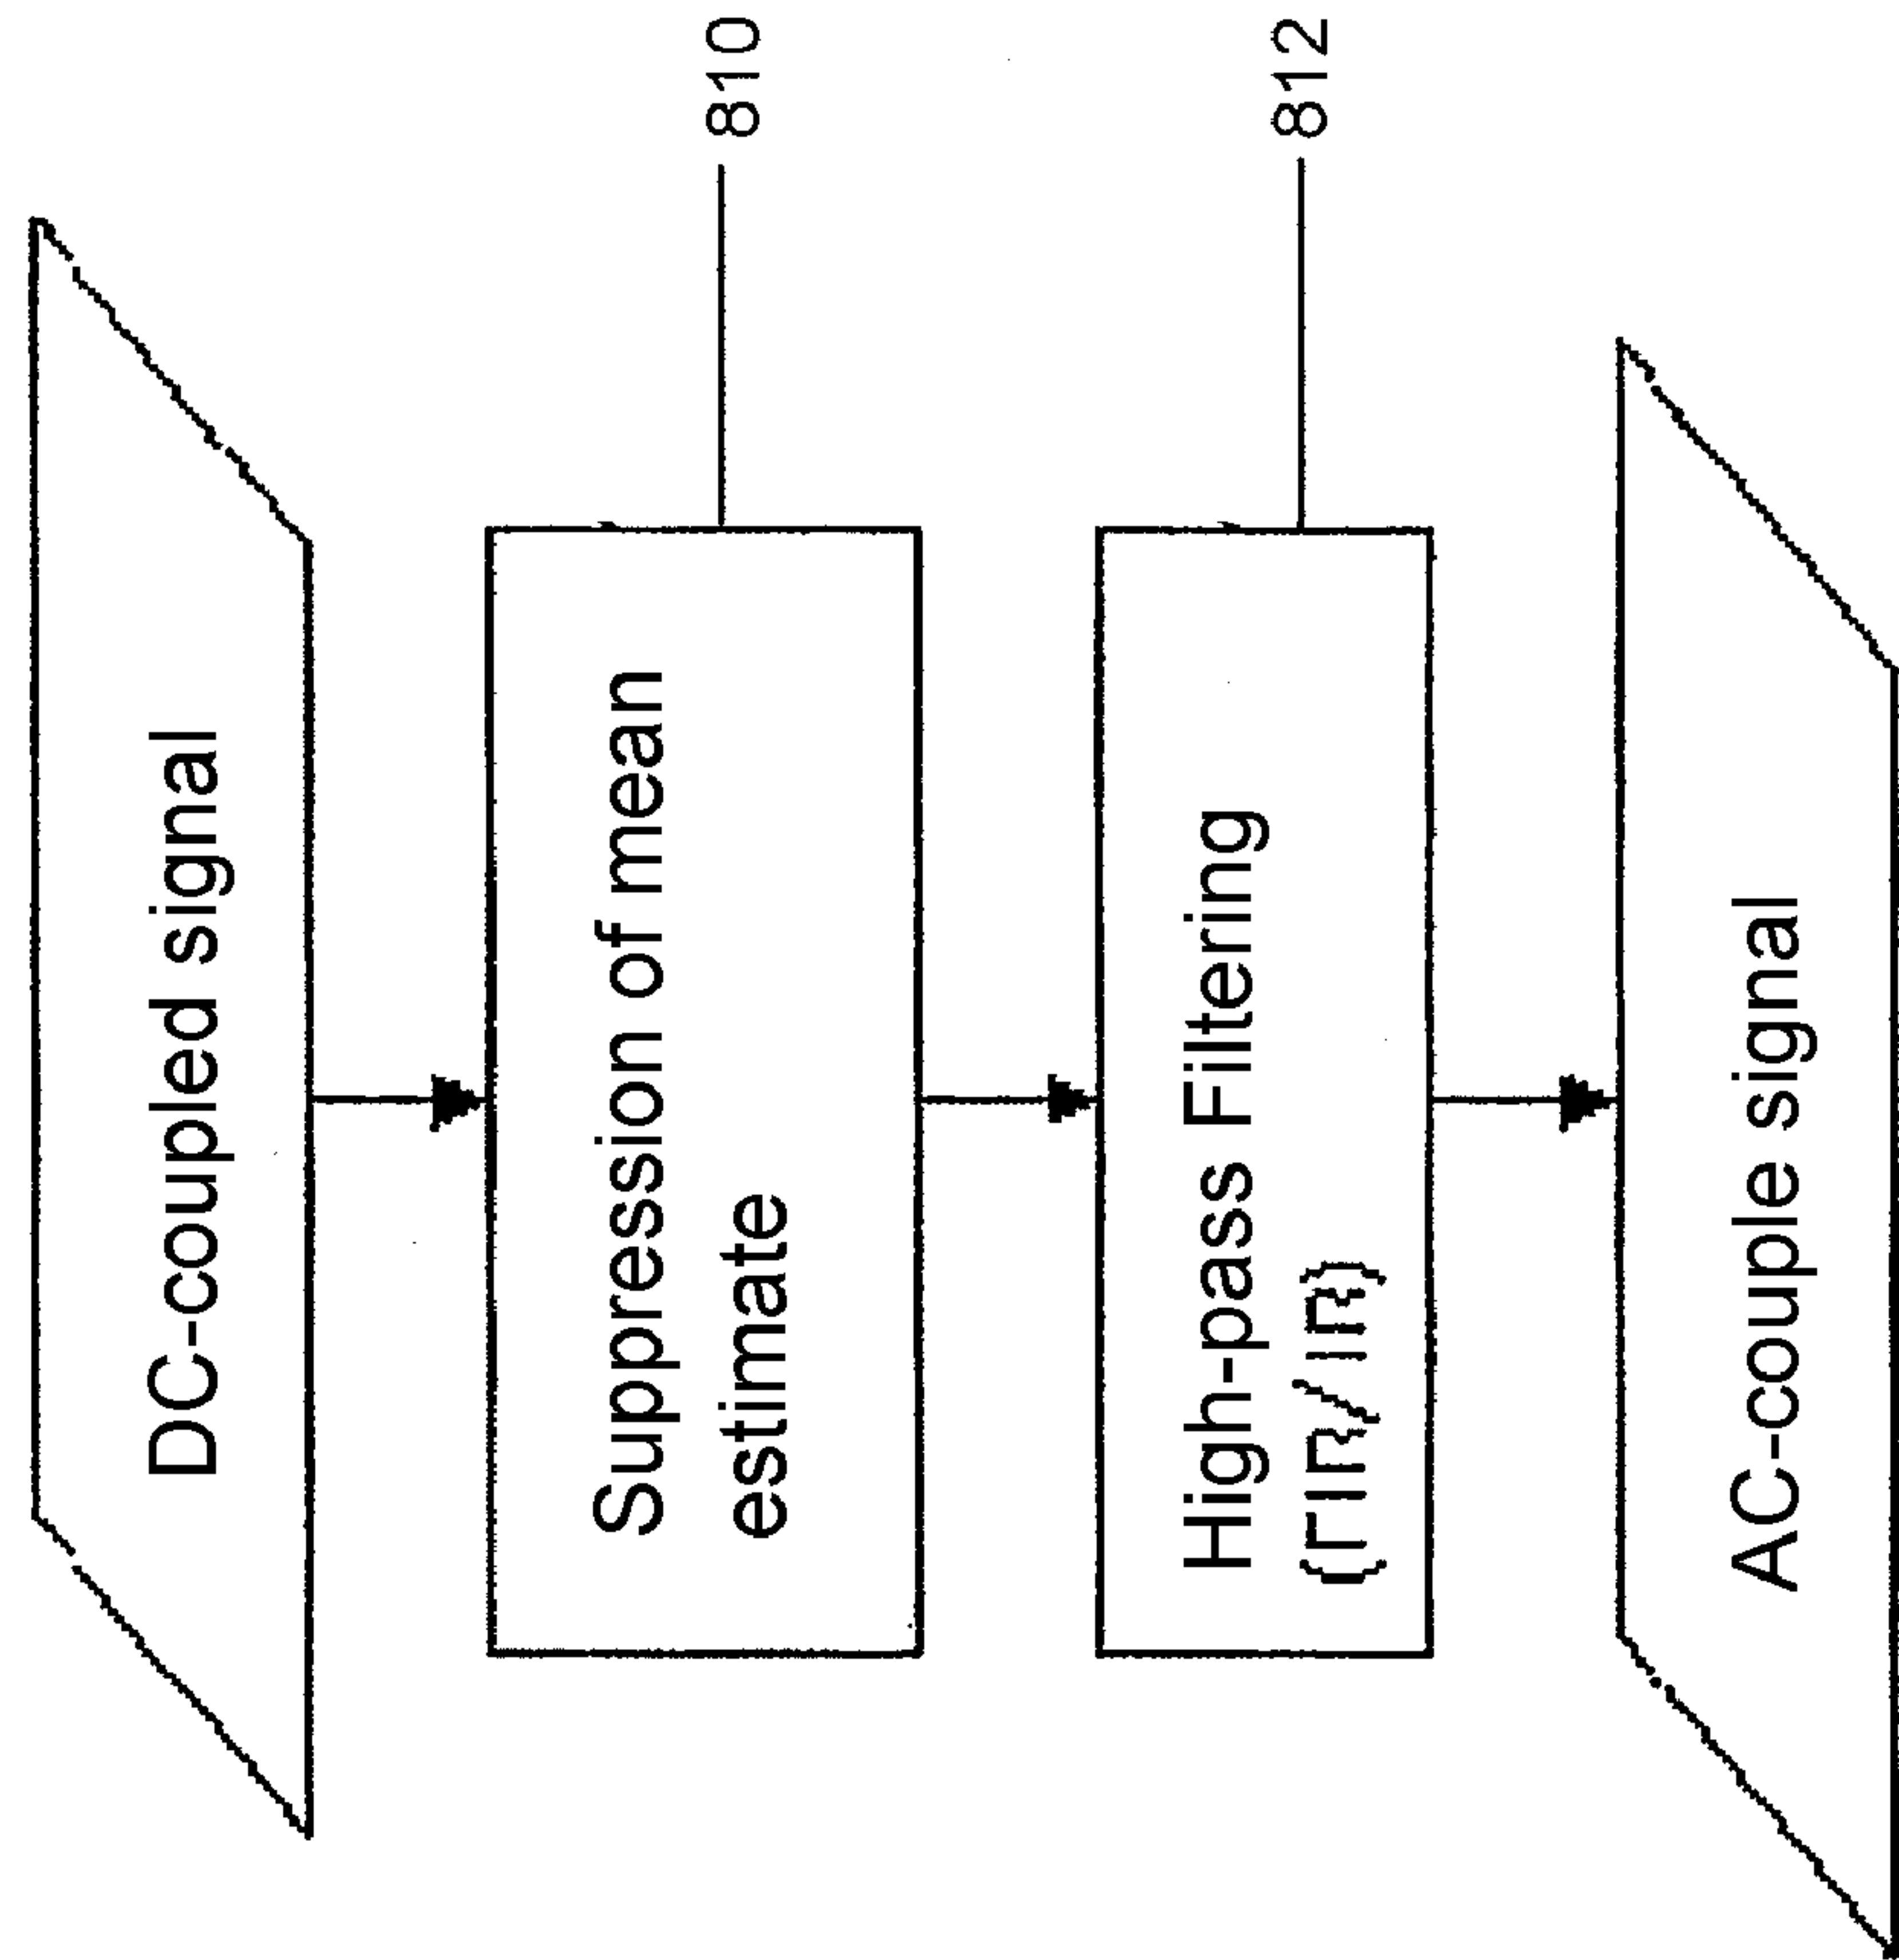 DC-coupled signal
Suppression of mean
estimate
810
High-pass Filtering
(FIR/IIR)
812
AC-couple signal